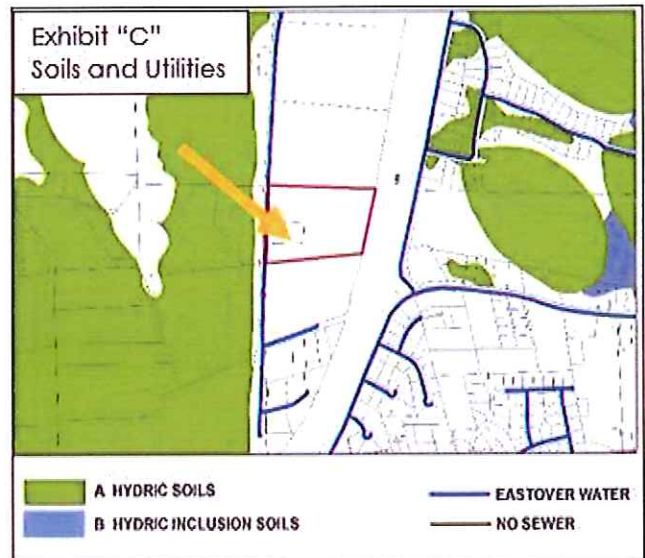 Exhibit “C”
Soils and Utilities
A HYDRIC SOILS
EASTOVER WATER
B HYDRIC INCLUSION SOILS
NO SEWER